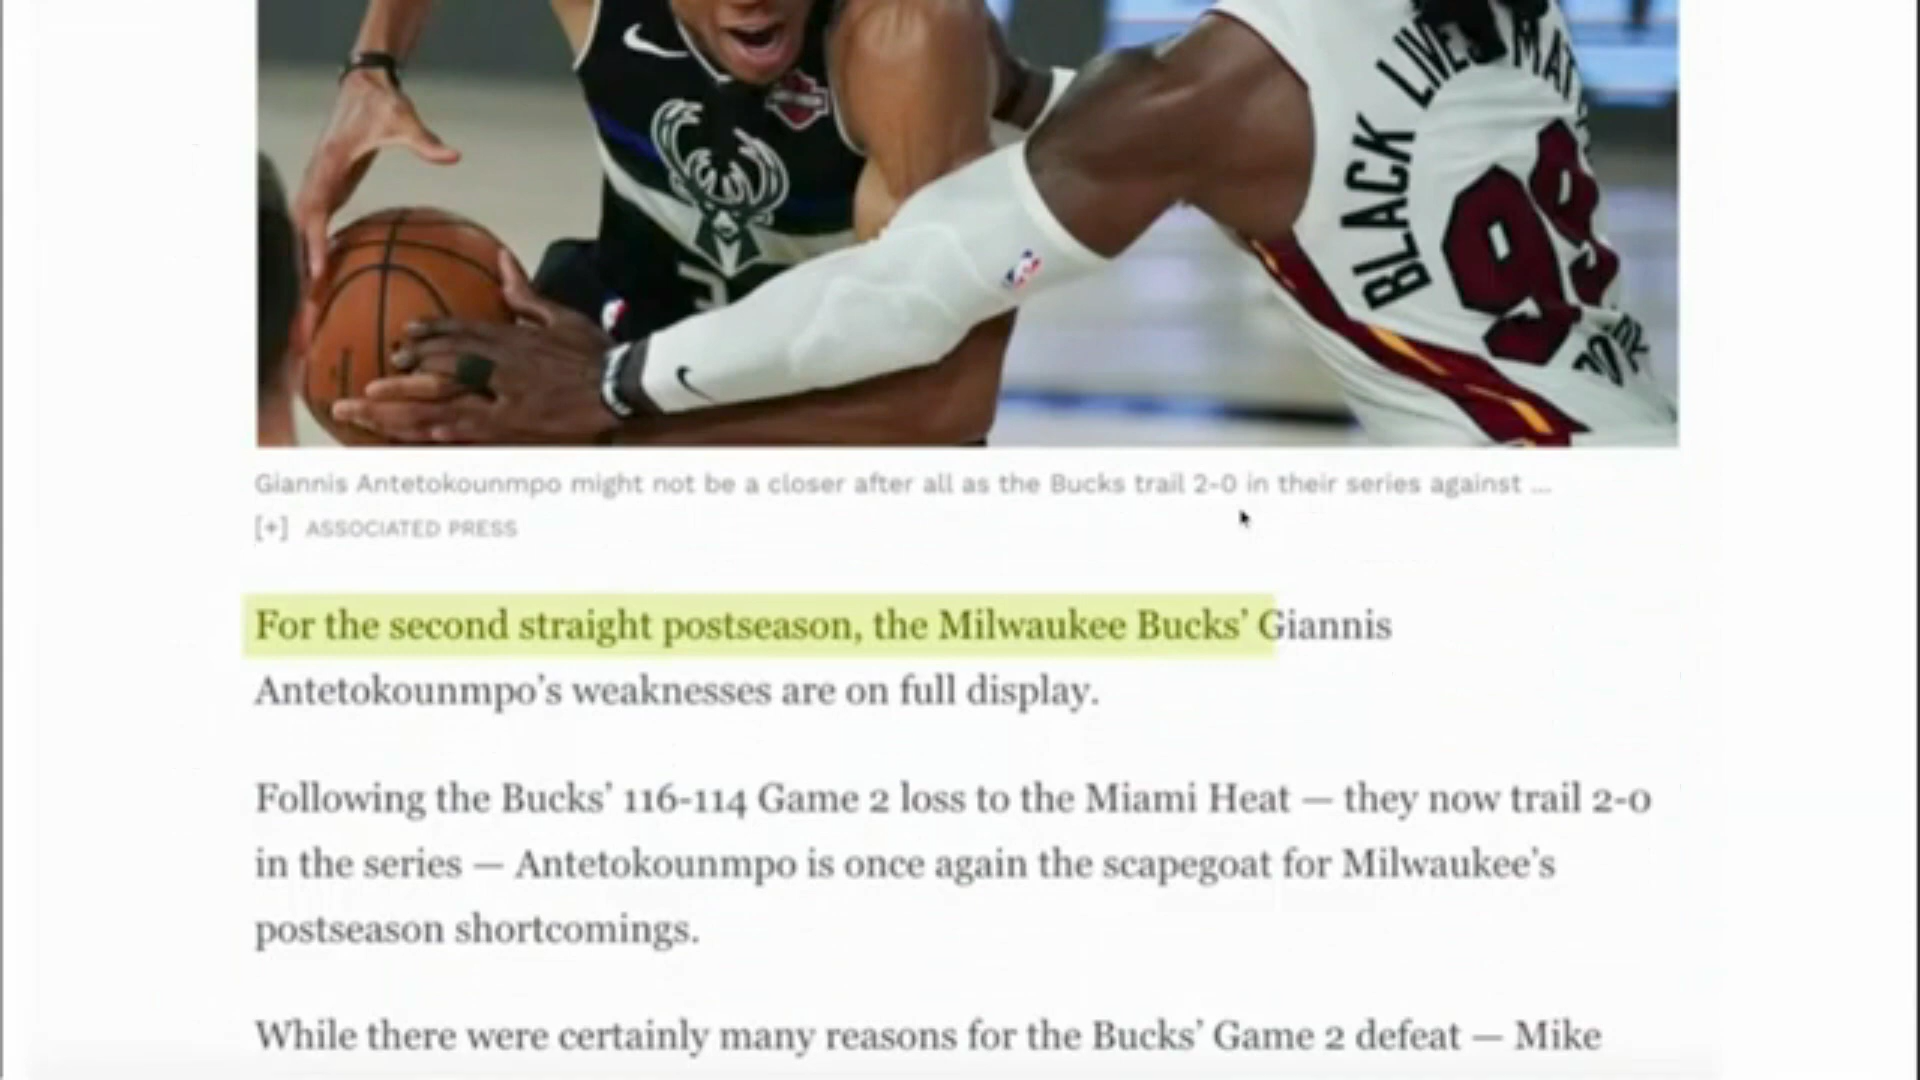 BLACK LIVES MAT
99
Giannis Antetokounmpo might not be a closer after all as the Bucks trail 2-0 in their series against ...
[+] ASSOCIATED PRESS
For the second straight postseason, the Milwaukee Bucks’ Giannis
Antetokounmpo’s weaknesses are on full display.
Following the Bucks’ 116-114 Game 2 loss to the Miami Heat — they now trail 2-0
in the series — Antetokounmpo is once again the scapegoat for Milwaukee’s
postseason shortcomings.
While there were certainly many reasons for the Bucks’ Game 2 defeat — Mike